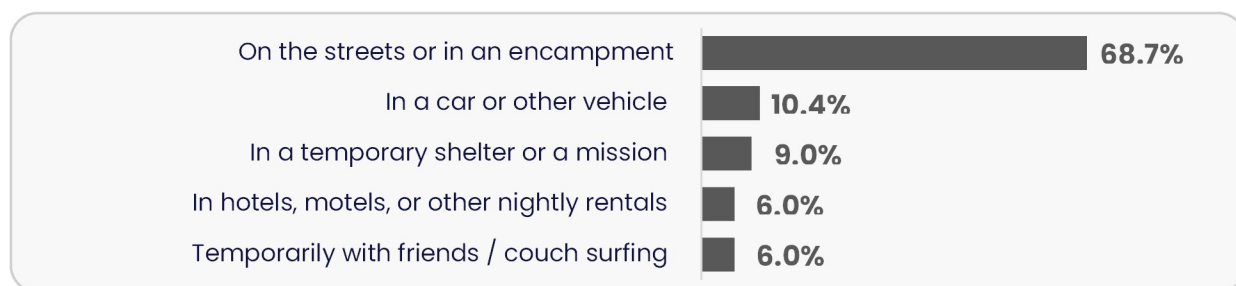 On the streets or in an encampment 68.7%
In a car or other vehicle 10.4%
In a temporary shelter or a mission 9.0%
In hotels, motels, or other nightly rentals 6.0%
Temporarily with friends / couch surfing 6.0%